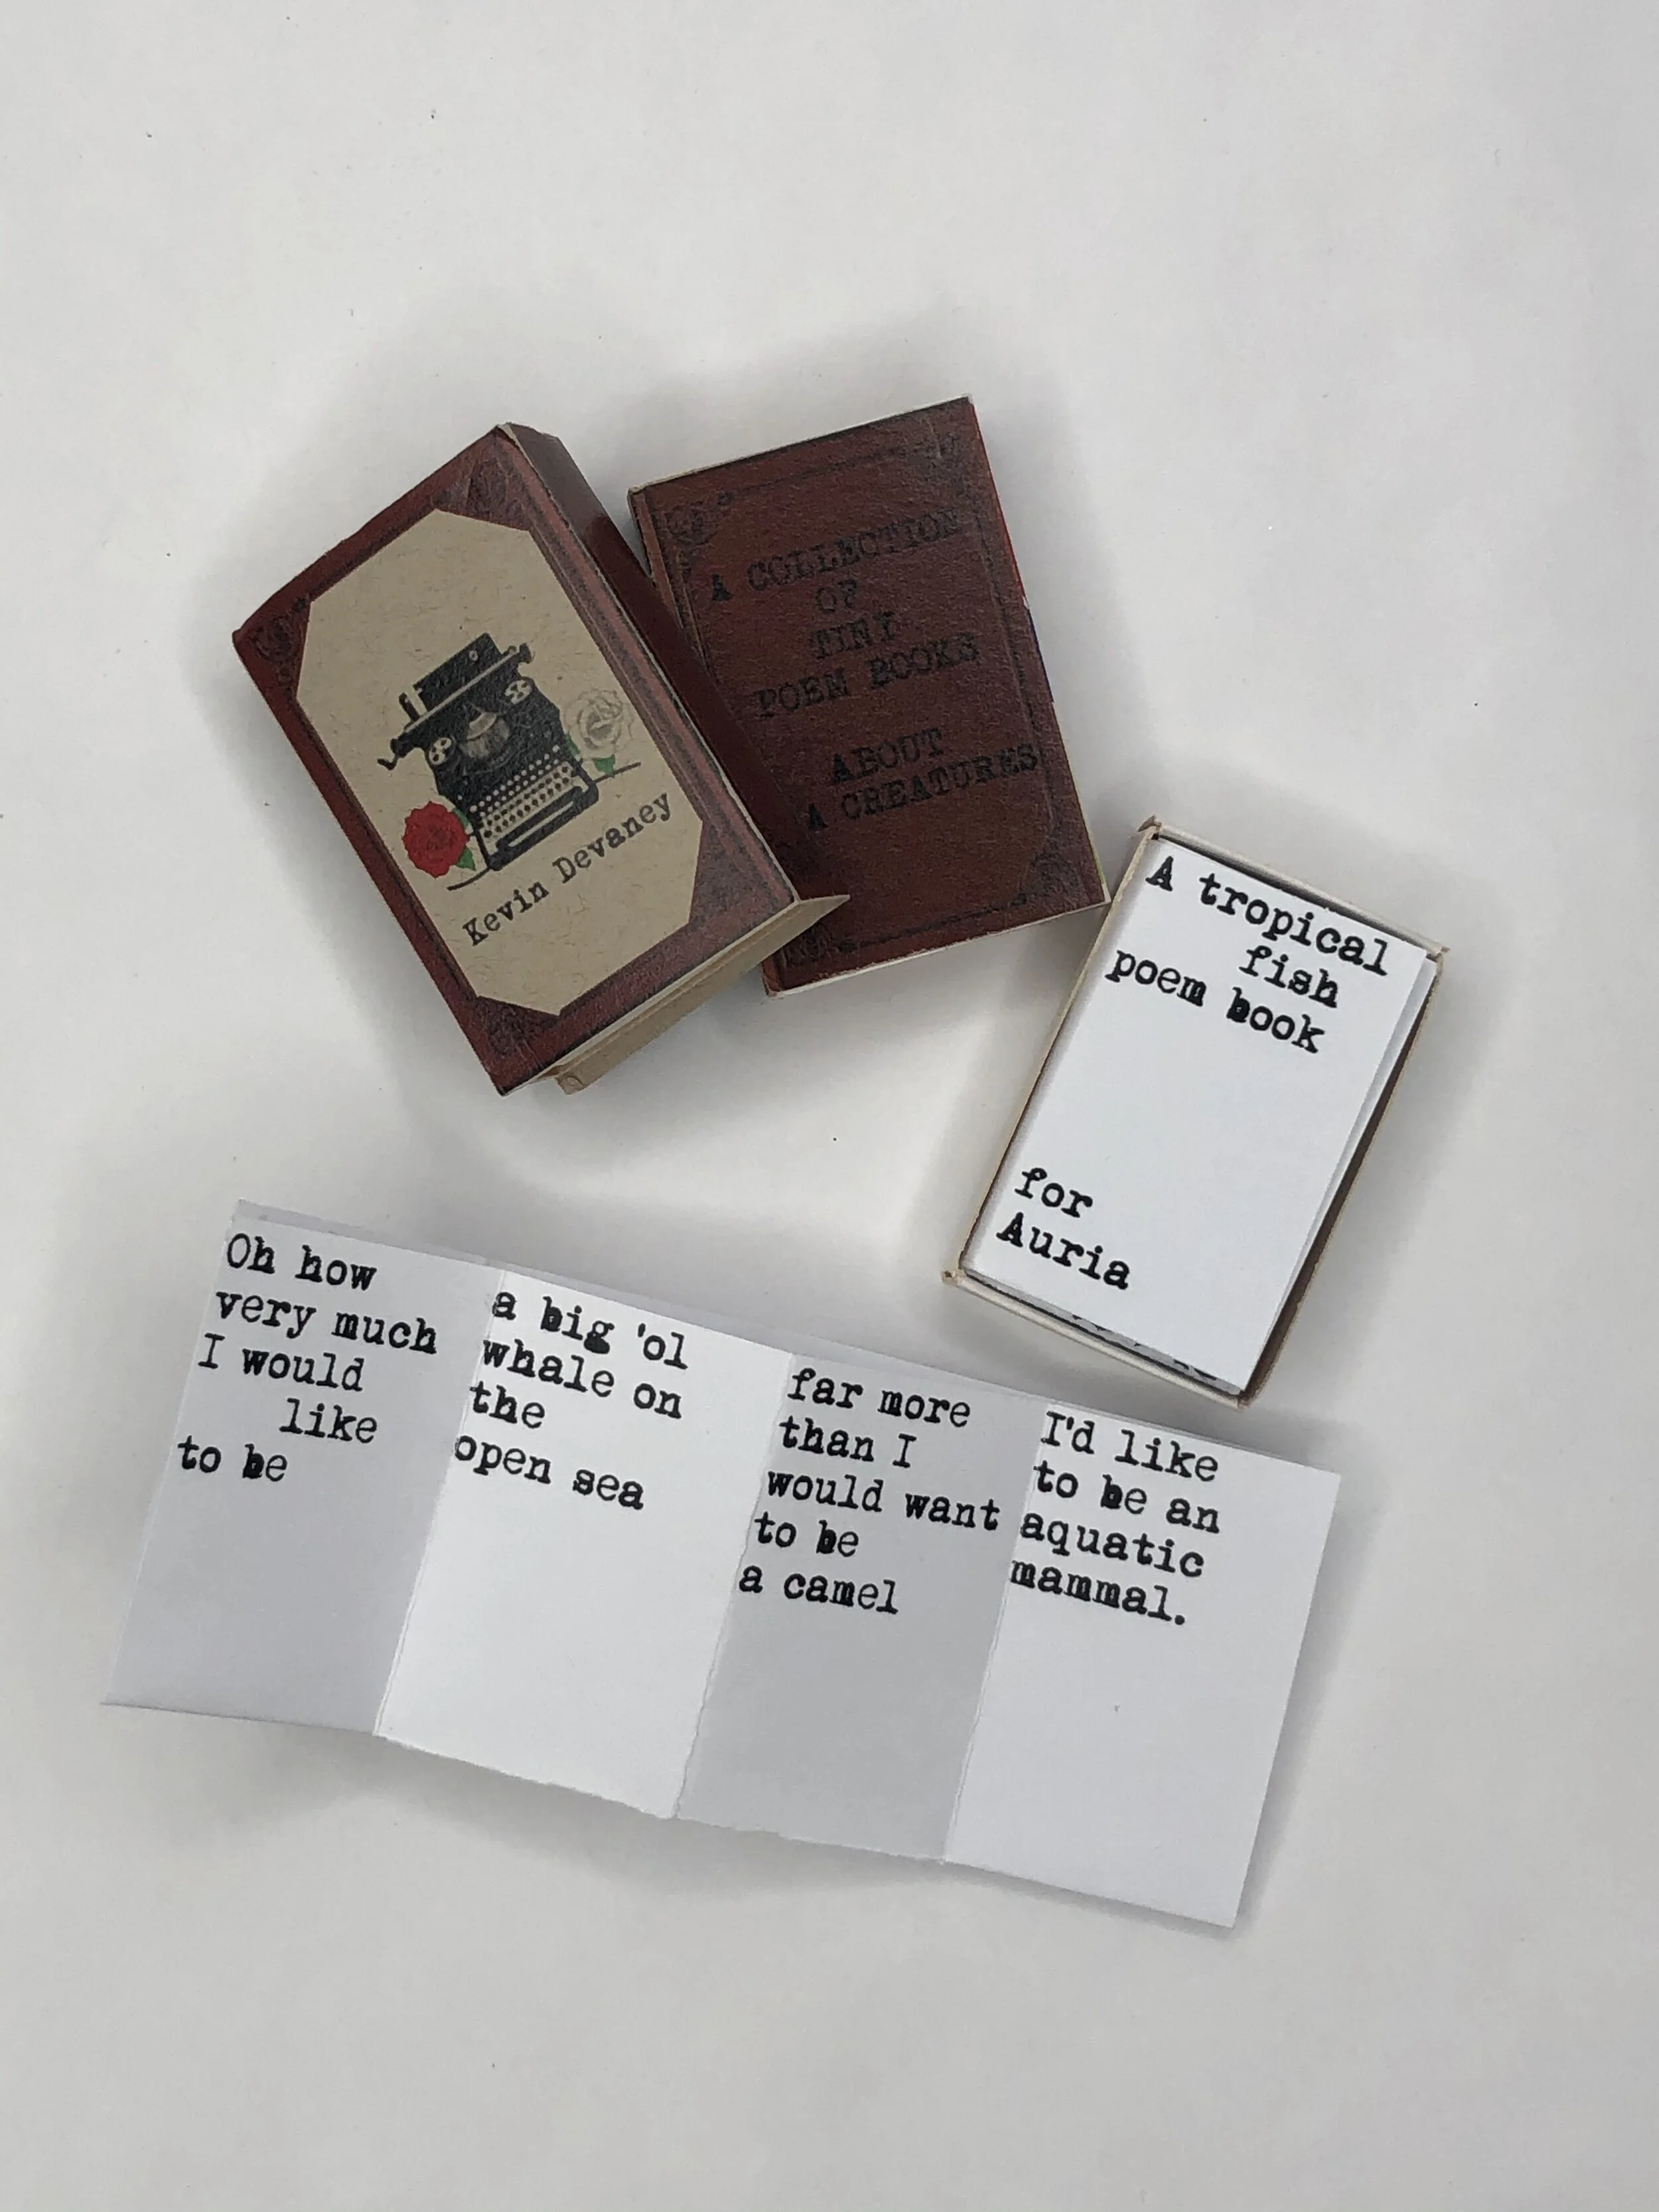 Kevin Devaney
A COLLECTION
OF
TINY
POEM BOOKS
ABOUT
A CREATURES
A tropical
fish
poem book
for
Auria
Oh how
very much
I would
like
to be
a big 'ol
whale on
the
open sea
far more
than I
would want
to be
a camel
I'd like
to be an
aquatic
mammal.